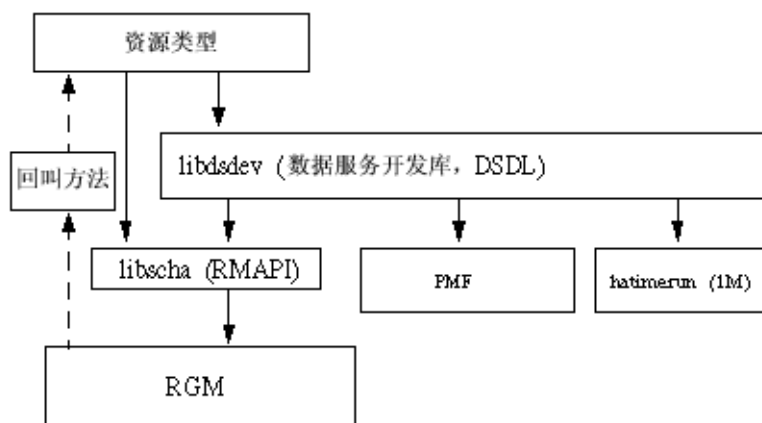 资源类型
libdsdev (数据服务开发库，DSDL)
回叫方法
libscha (RMAPI)
PMF
hatimerun (1M)
RGM